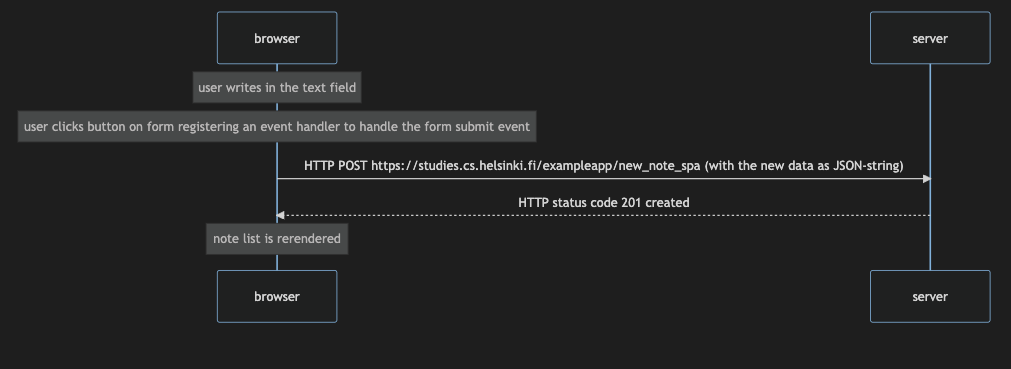 browser
server
user writes in the text field
user clicks button on form registering an event handler to handle the form submit event
HTTP POST https://studies.cs.helsinki.fi/exampleapp/new_note_spa (with the new data as JSON-string)
HTTP status code 201 created
note list is rerendered
browser
server